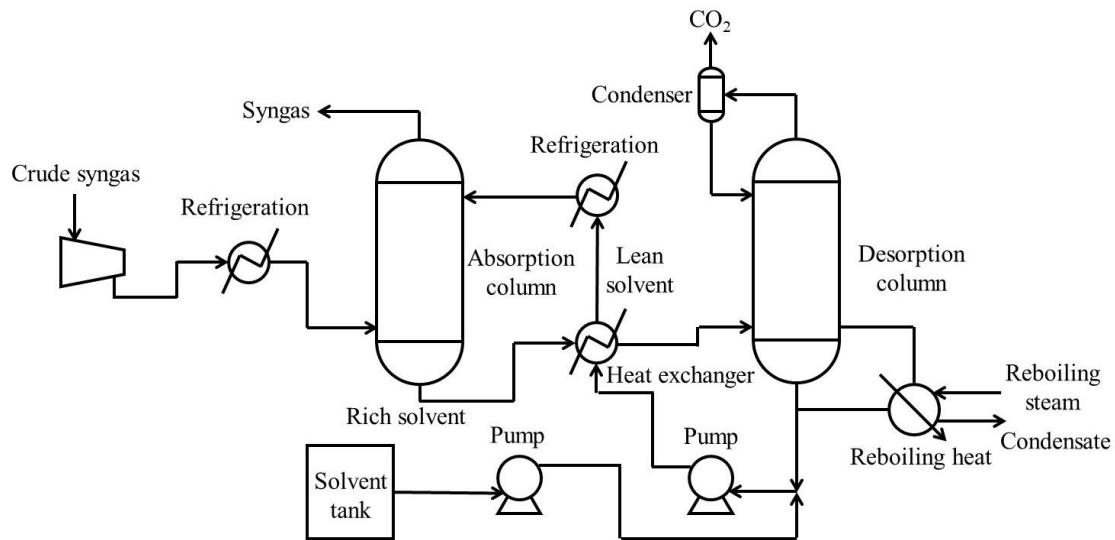 CO2
Condenser
Syngas
Refrigeration
Crude syngas
Refrigeration
Absorption
column
Lean
solvent
Desorption
column
Heat exchanger
Reboiling
steam
Rich solvent
Condensate
Reboiling heat
Pump
Pump
Solvent
tank